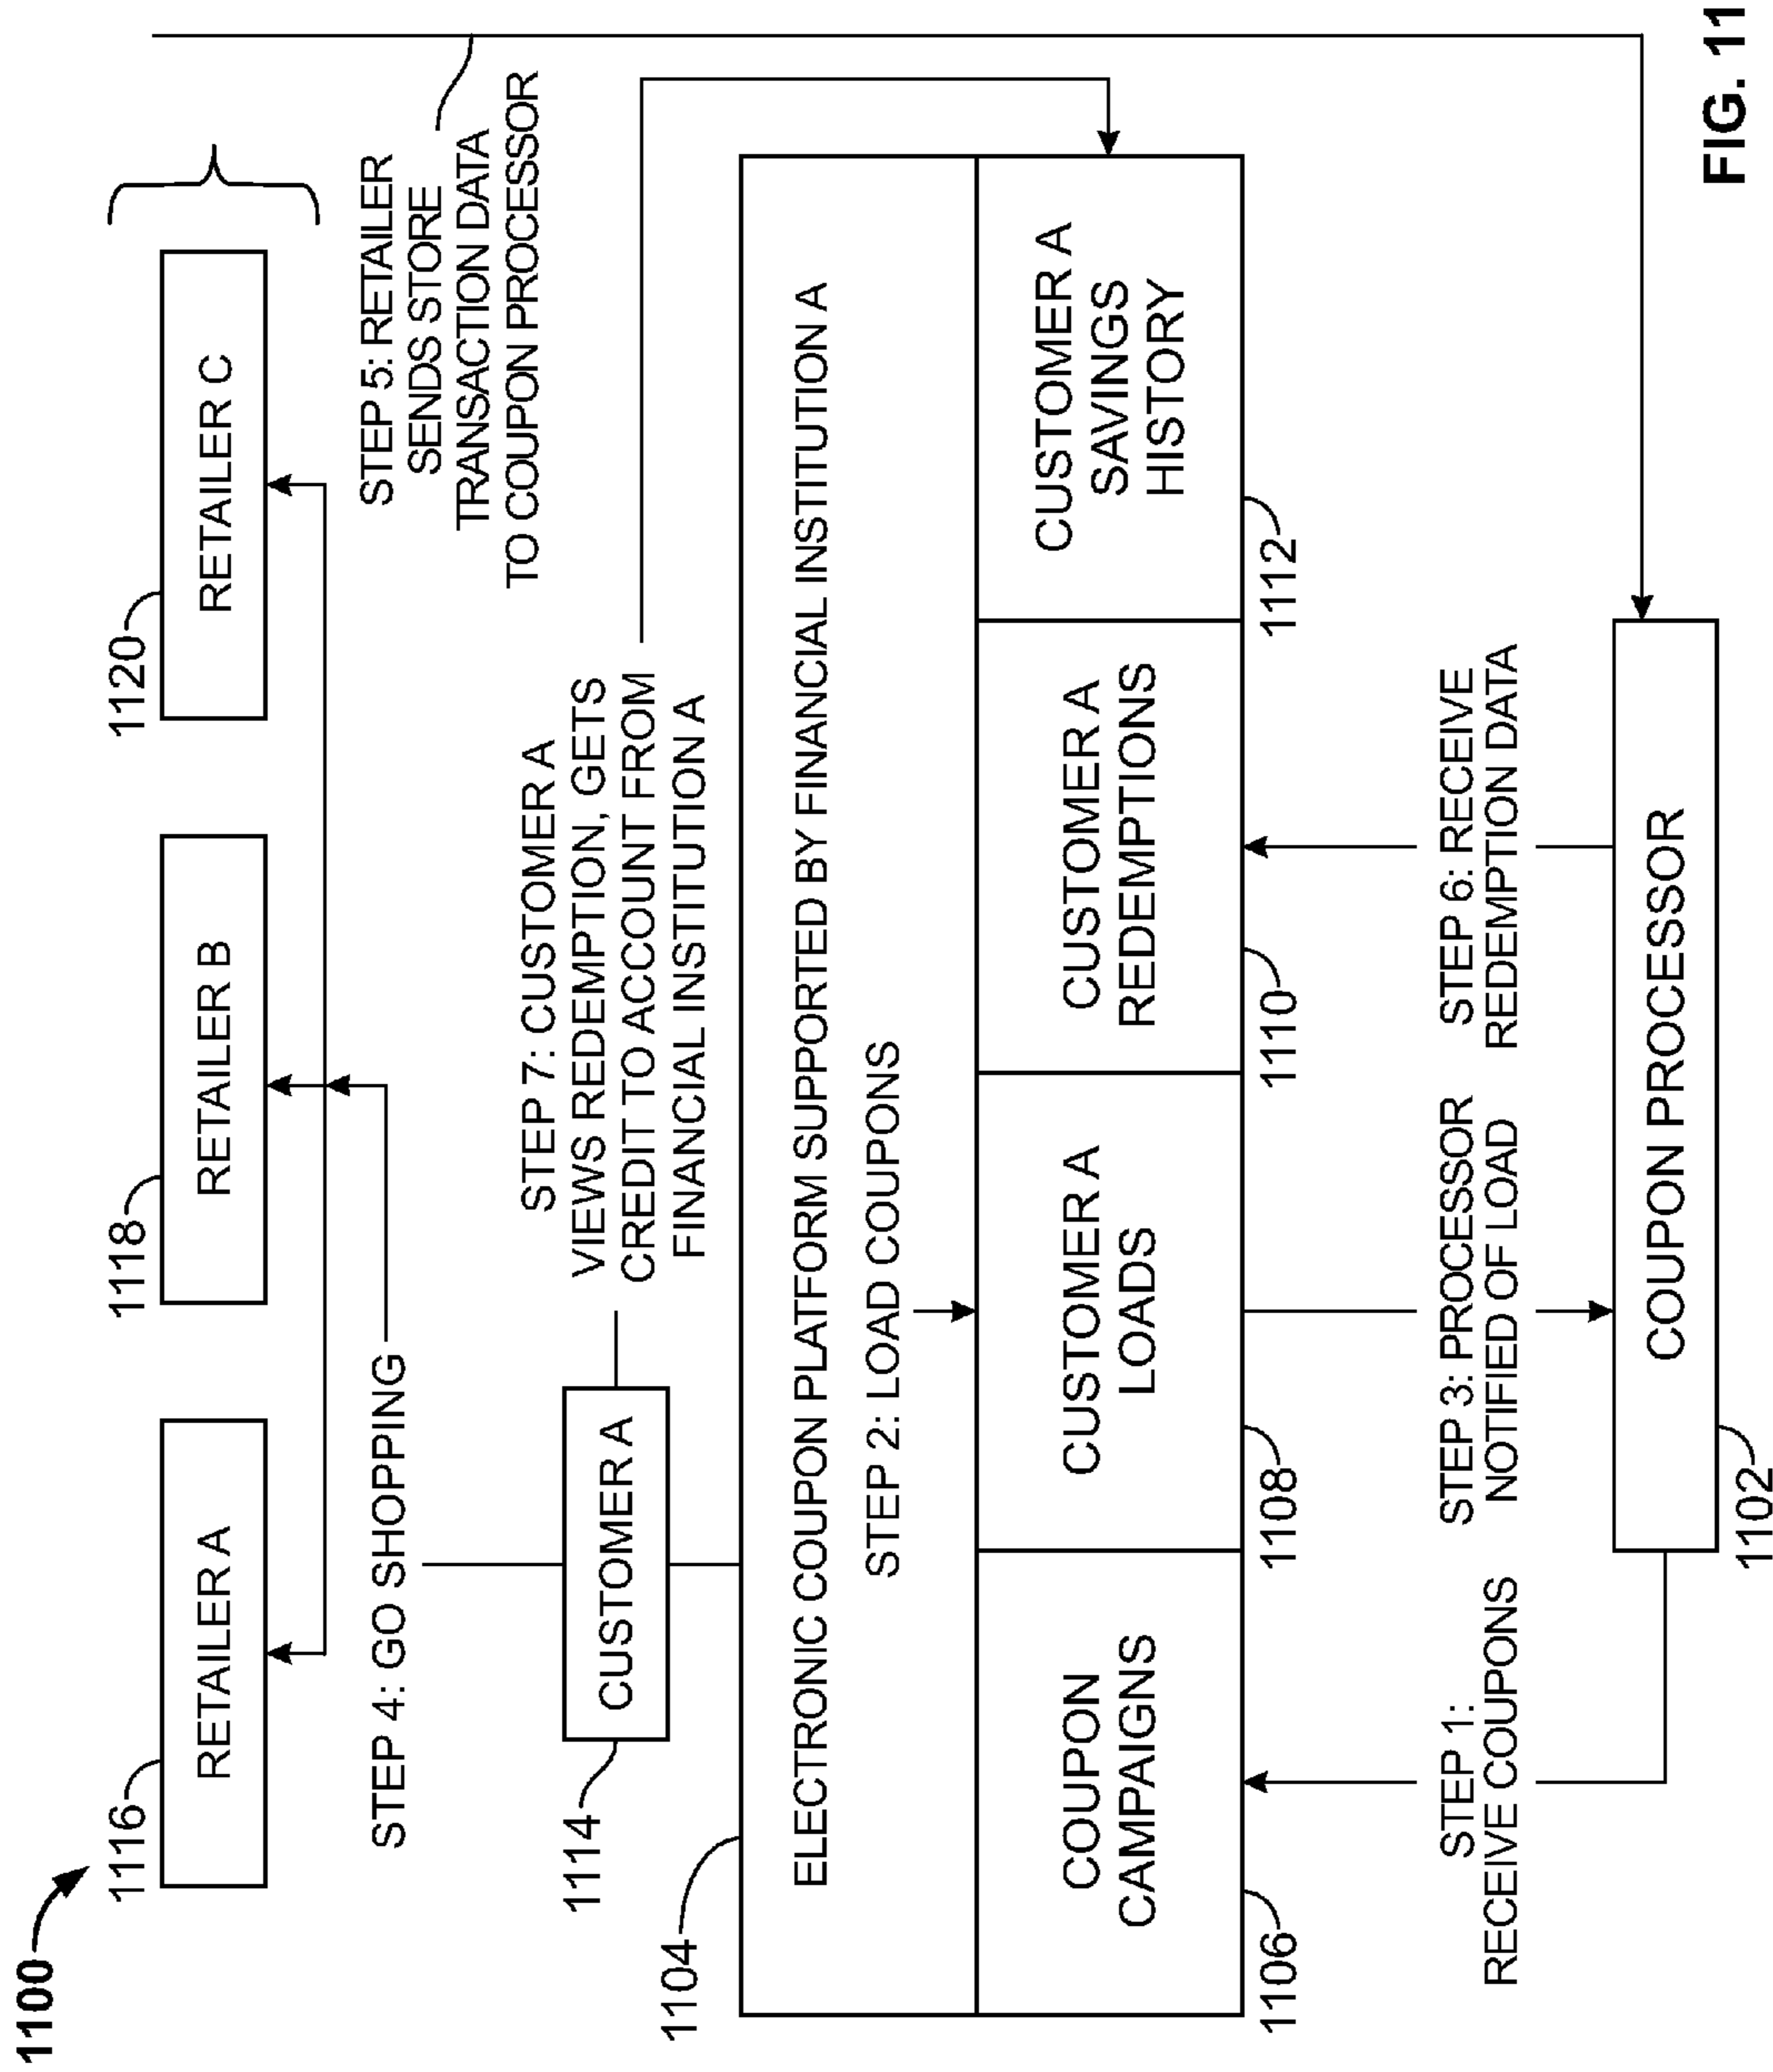 1100
1116
RETAILER A
1118
RETAILER B
1120
RETAILER C
STEP 4: GO SHOPPING
STEP 5: RETAILER
SENDS STORE
TRANSACTION DATA
TO COUPON PROCESSOR
1114
CUSTOMER A
STEP 7: CUSTOMER A
VIEWS REDEMPTION, GETS
CREDIT TO ACCOUNT FROM
FINANCIAL INSTITUTION A
1104
ELECTRONIC COUPON PLATFORM SUPPORTED BY FINANCIAL INSTITUTION A
STEP 2: LOAD COUPONS
COUPON
CAMPAIGNS
CUSTOMER A
LOADS
CUSTOMER A
REDEMPTIONS
CUSTOMER A
SAVINGS
HISTORY
1106
1108
1110
1112
STEP 1:
RECEIVE COUPONS
STEP 3: PROCESSOR
NOTIFIED OF LOAD
STEP 6: RECEIVE
REDEMPTION DATA
COUPON PROCESSOR
1102
FIG. 11